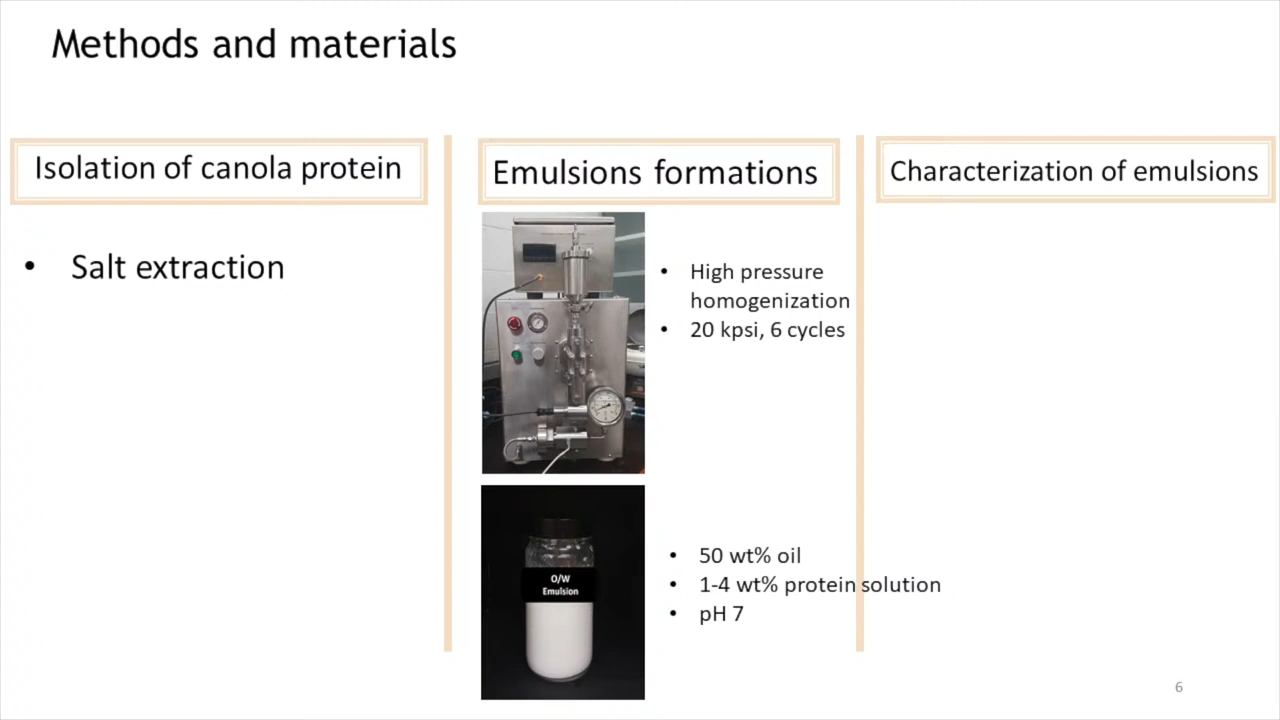 Methods and materials
Isolation of canola protein
• Salt extraction
Emulsions formations
• High pressure
homogenization
• 20 kpsi, 6 cycles
O/W
Emulsion
• 50 wt% oil
• 1-4 wt% protein solution
• pH 7
Characterization of emulsions
6